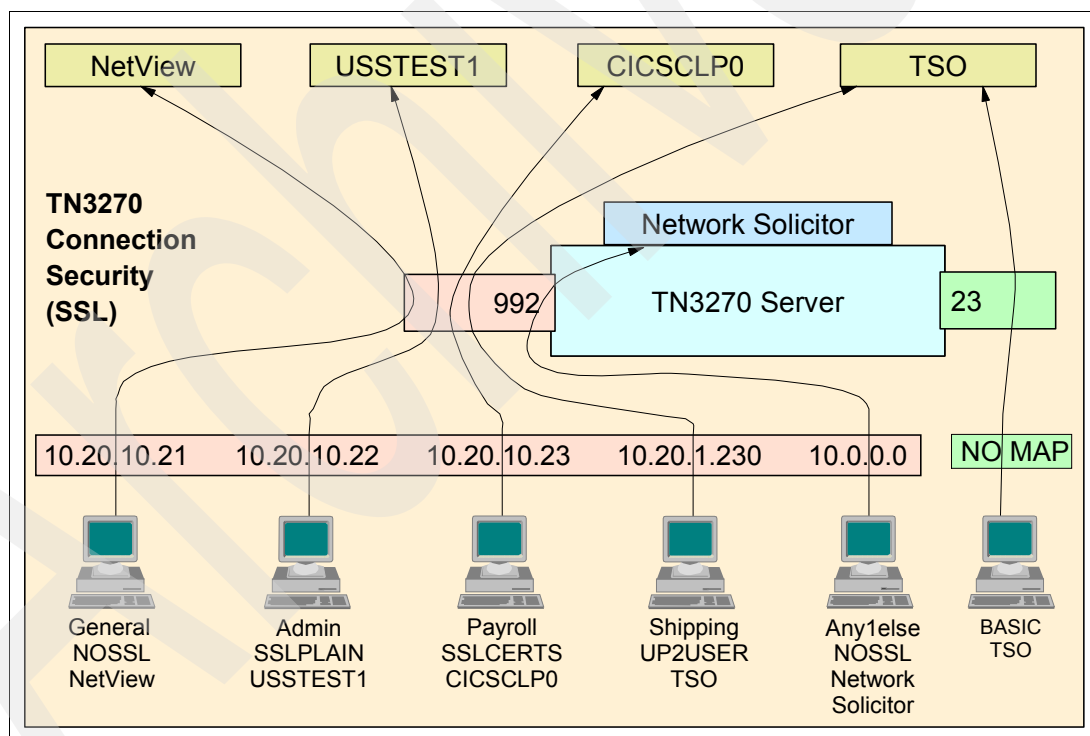 NetView
USSTEST1
CICSCLP0
TSO
TN3270
Connection
Security
(SSL)
Network Solicitor
992
TN3270 Server
23
10.20.10.21
10.20.10.22
10.20.10.23
10.20.1.230
10.0.0.0
NO MAP
General
NOSSL
NetView
Admin
SSLPLAIN
USSTEST1
Payroll
SSLCERTS
CICSCLP0
Shipping
UP2USER
TSO
Any1else
NOSSL
Network
Solicitor
BASIC
TSO